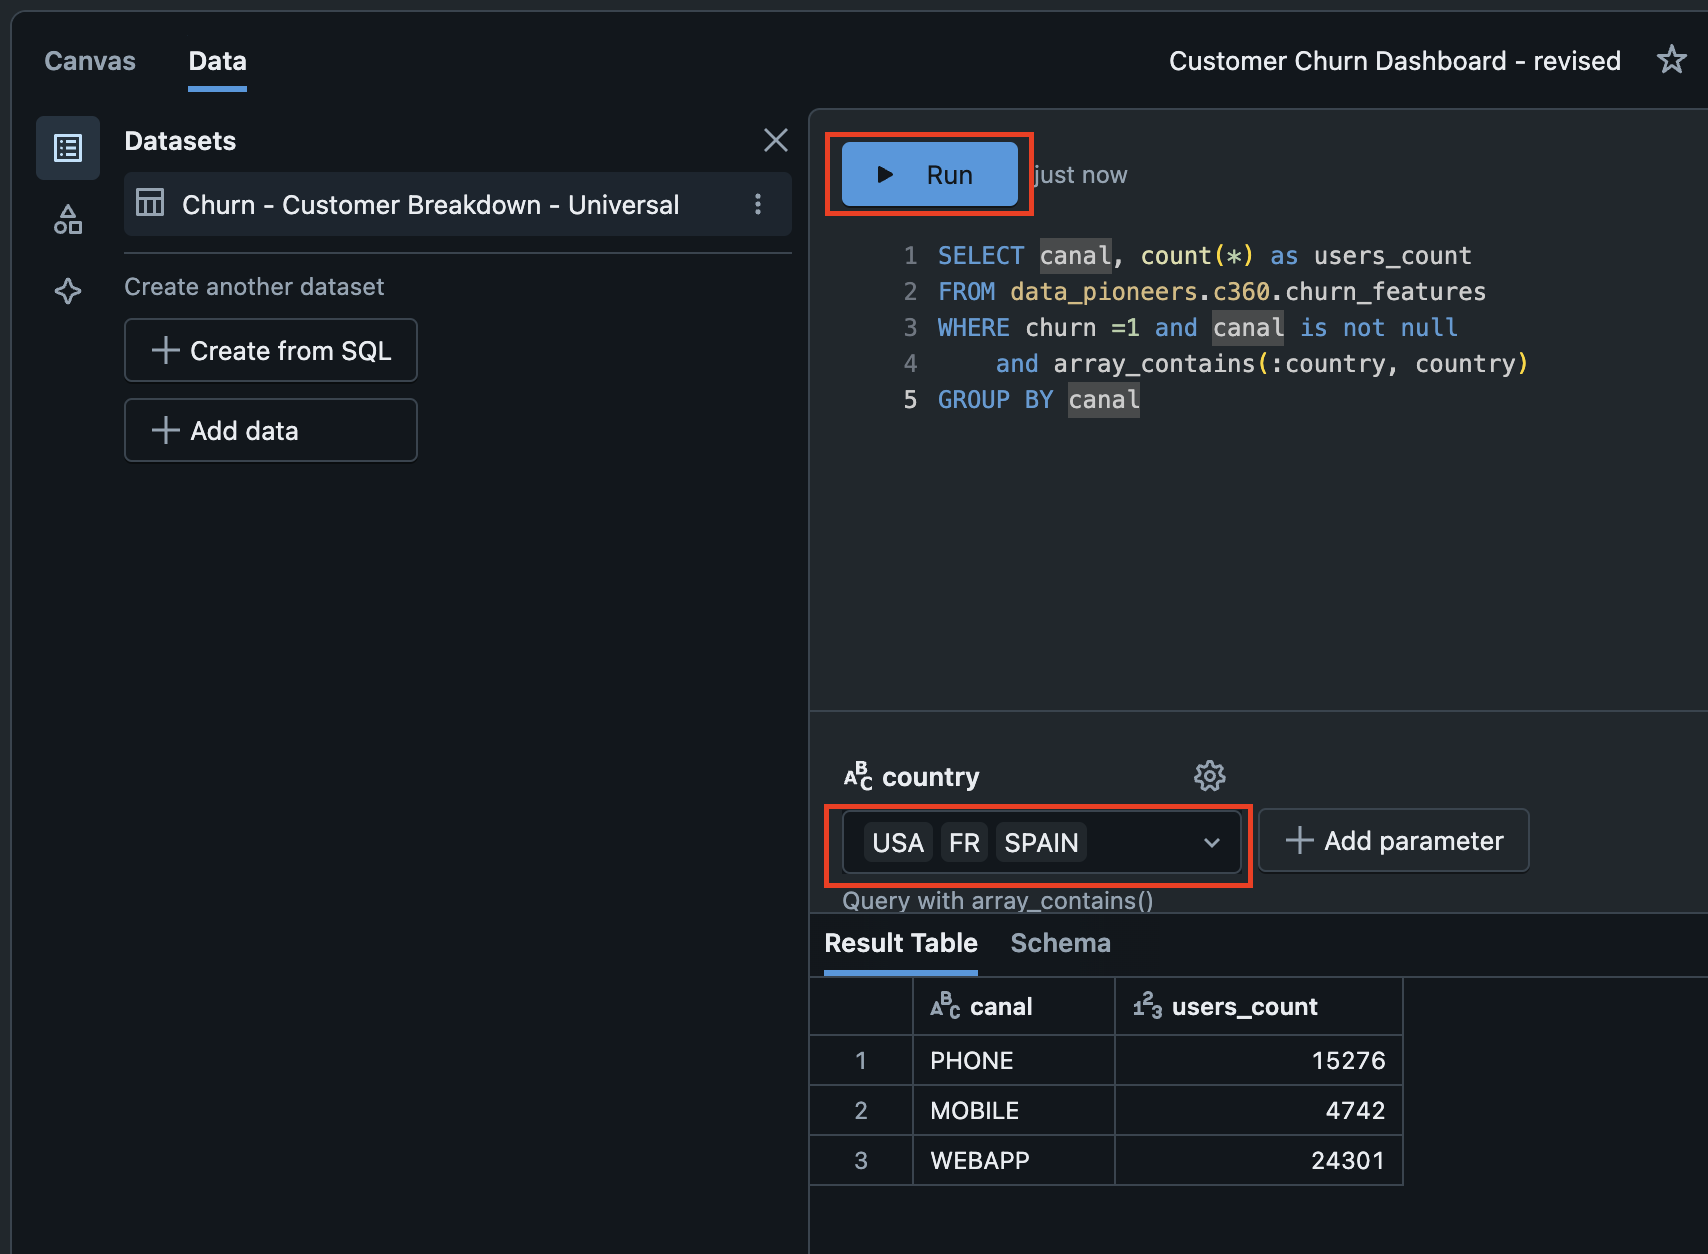 Canvas
Data
Customer Churn Dashboard - revised
Datasets
Churn - Customer Breakdown - Universal
Create another dataset
Create from SQL
Add data
Run
just now
1 SELECT canal, count(*) as users_count
2 FROM data_pioneers.c360.churn_features
3 WHERE churn =1 and canal is not null
4     and array_contains(:country, country)
5 GROUP BY canal
ABC country
USA FR SPAIN
Add parameter
Query with array_contains()
Result Table
Schema
ABC canal 123 users_count
1 PHONE 15276
2 MOBILE 4742
3 WEBAPP 24301